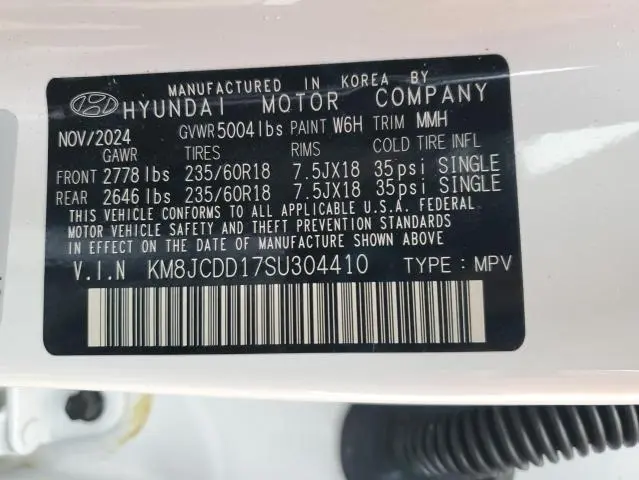 MANUFACTURED IN KOREA BY
HYUNDAI MOTOR COMPANY
NOV/2024 GVWR 5004lbs PAINT W6H TRIM MMH
GAWR TIRES RIMS COLD TIRE INFL
FRONT 2778 lbs 235/60R18 7.5JX18 35psi SINGLE
REAR 2646 lbs 235/60R18 7.5JX18 35psi SINGLE
THIS VEHICLE CONFORMS TO ALL APPLICABLE U.S.A. FEDERAL
MOTOR VEHICLE SAFETY AND THEFT PREVENTION STANDARDS
IN EFFECT ON THE DATE OF MANUFACTURE SHOWN ABOVE.
V.I.N KM8JCDD17SU304410 TYPE : MPV